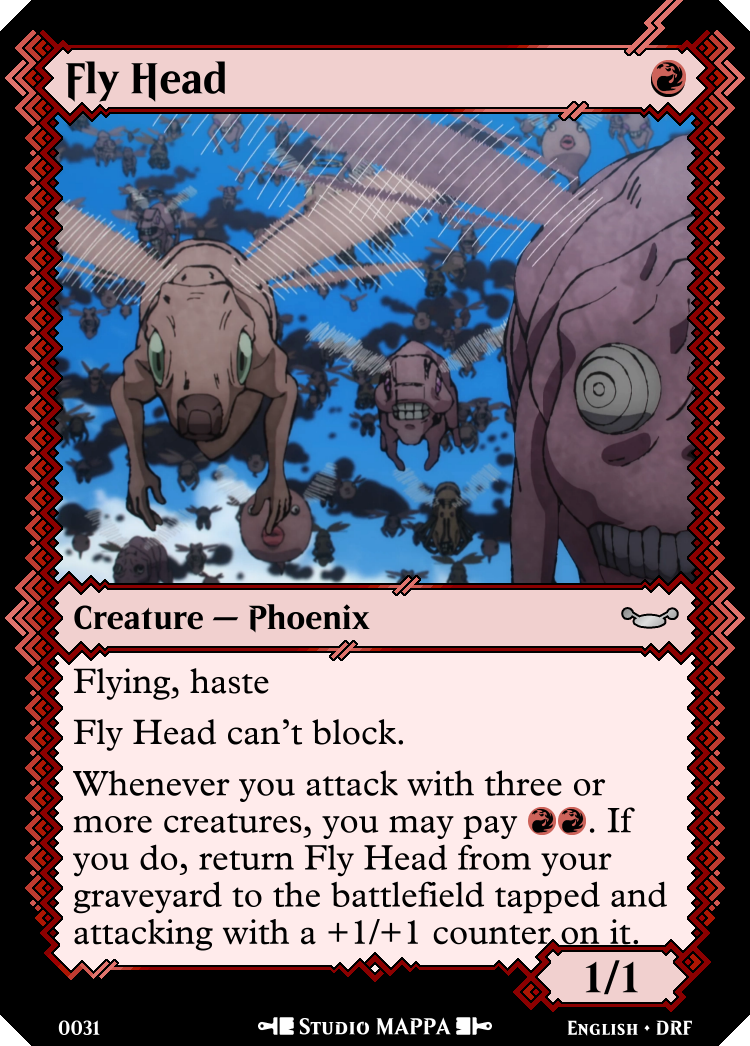 Fly Head
Creature — Phoenix
Flying, haste
Fly Head can’t block.
Whenever you attack with three or
more creatures, you may pay . If
you do, return Fly Head from your
graveyard to the battlefield tapped and
attacking with a +1/+1 counter on it.
1/1
0031
Studio MAPPA
English • DRF